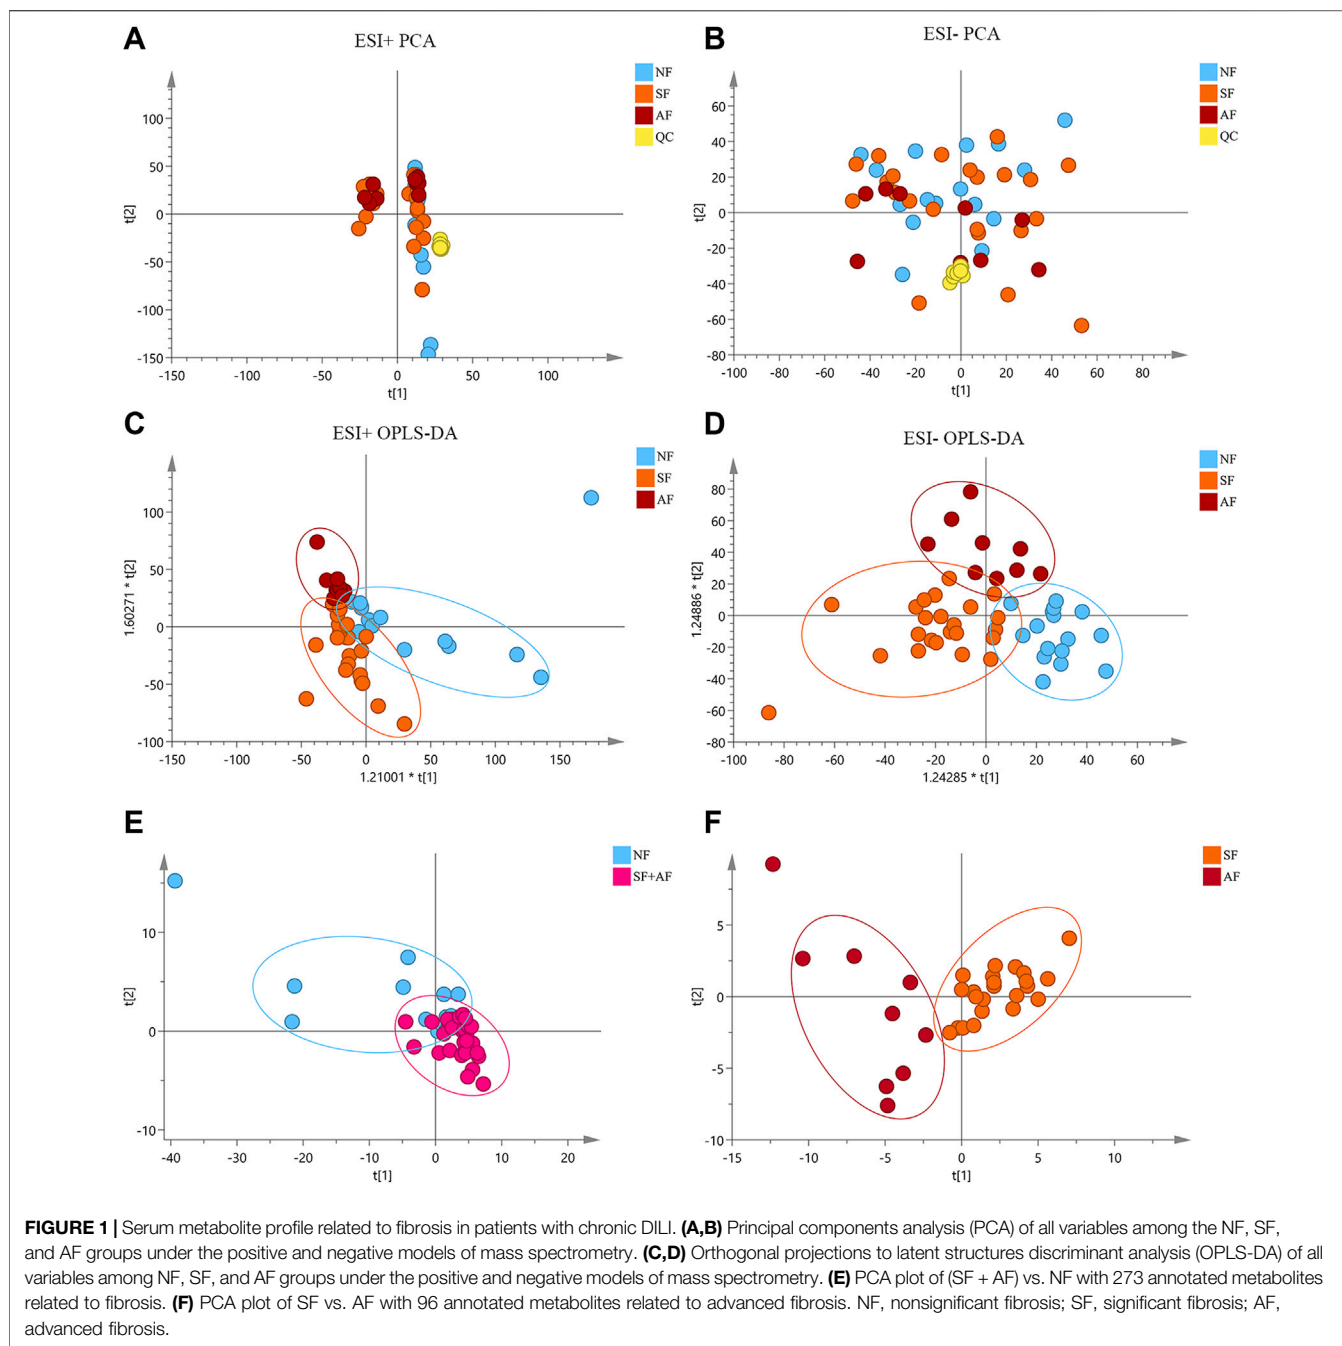 A
ESI+ PCA
NF
SF
AF
QC
t[2]
100
50
0
-50
-100
-150
-150
-100
-50
0
50
100
t[1]
B
ESI- PCA
NF
SF
AF
QC
t[2]
60
40
20
0
-20
-40
-60
-80
-100
-80
-60
-40
-20
0
20
40
60
80
t[1]
C
ESI+ OPLS-DA
NF
SF
AF
1.60271 * t[2]
100
50
0
-50
-100
-150
-100
-50
0
50
100
150
1.21001 * t[1]
D
ESI- OPLS-DA
NF
SF
AF
1.24886 * t[2]
80
60
40
20
0
-20
-40
-60
-80
-100
-80
-60
-40
-20
0
20
40
60
1.24285 * t[1]
E
NF
SF+AF
t[2]
10
0
-10
-40
-30
-20
-10
0
10
20
t[1]
F
SF
AF
t[2]
5
0
-5
-10
-15
-10
-5
0
5
10
t[1]
FIGURE 1 | Serum metabolite profile related to fibrosis in patients with chronic DILI. (A,B) Principal components analysis (PCA) of all variables among the NF, SF,
and AF groups under the positive and negative models of mass spectrometry. (C,D) Orthogonal projections to latent structures discriminant analysis (OPLS-DA) of all
variables among NF, SF, and AF groups under the positive and negative models of mass spectrometry. (E) PCA plot of (SF + AF) vs. NF with 273 annotated metabolites
related to fibrosis. (F) PCA plot of SF vs. AF with 96 annotated metabolites related to advanced fibrosis. NF, nonsignificant fibrosis; SF, significant fibrosis; AF,
advanced fibrosis.